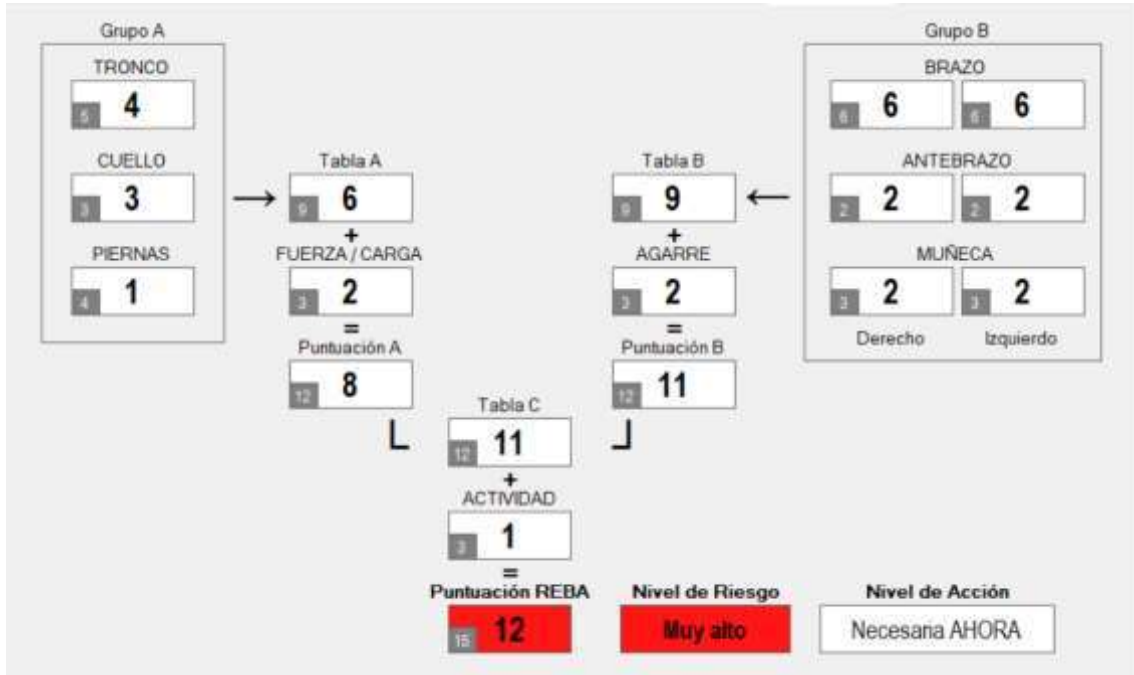 Grupo A
TRONCO
5 4
CUELLO
3 3
PIERNAS
4 1
Tabla A
9 6
+
FUERZA / CARGA
3 2
=
Puntuación A
12 8
Grupo B
BRAZO
6 6 6 6
ANTEBRAZO
2 2 2 2
MUÑECA
3 2 3 2
Derecho Izquierdo
Tabla B
9 9
+
AGARRE
3 2
=
Puntuación B
12 11
Tabla C
12 11
+
ACTIVIDAD
3 1
=
Puntuación REBA
15 12
Nivel de Riesgo
Muy alto
Nivel de Acción
Necesaria AHORA